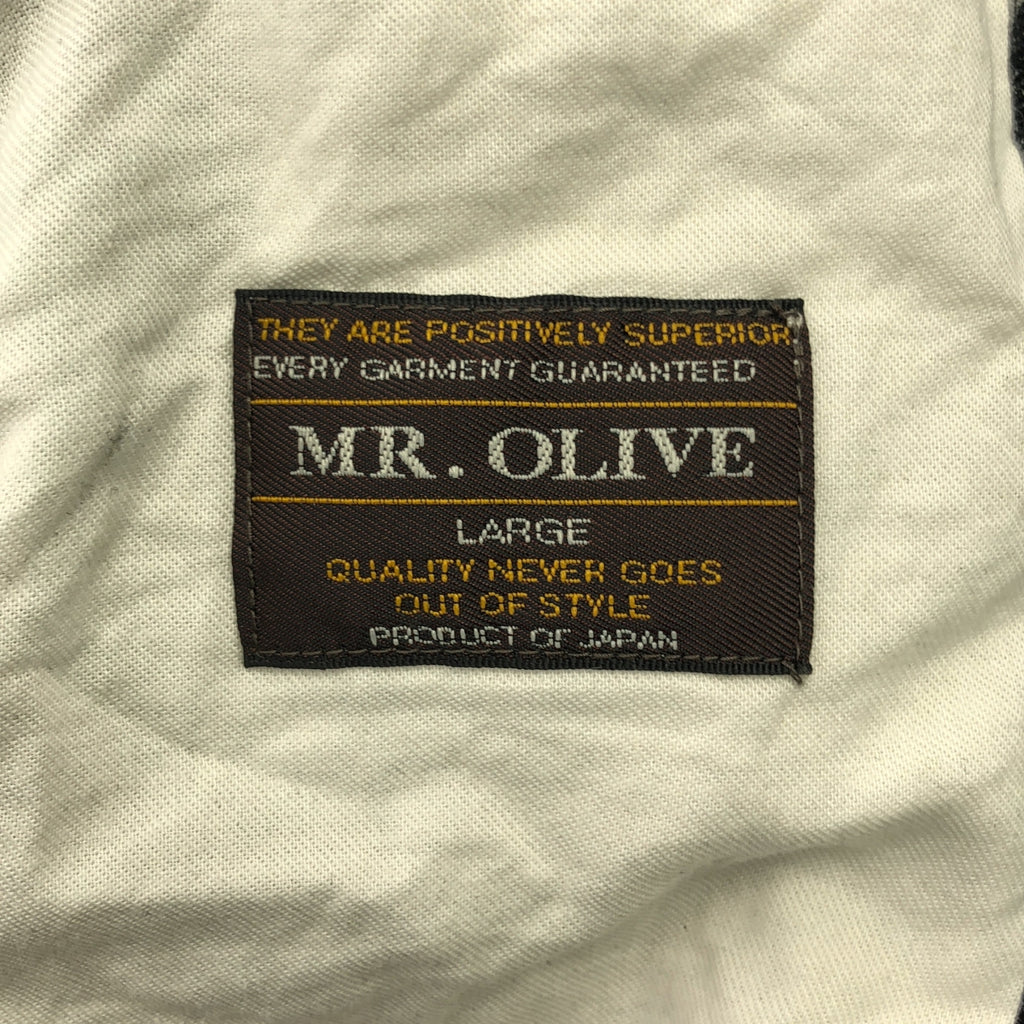 THEY ARE POSITIVELY SUPERIOR
EVERY GARMENT GUARANTEED
MR. OLIVE
LARGE
QUALITY NEVER GOES
OUT OF STYLE
PRODUCT OF JAPAN